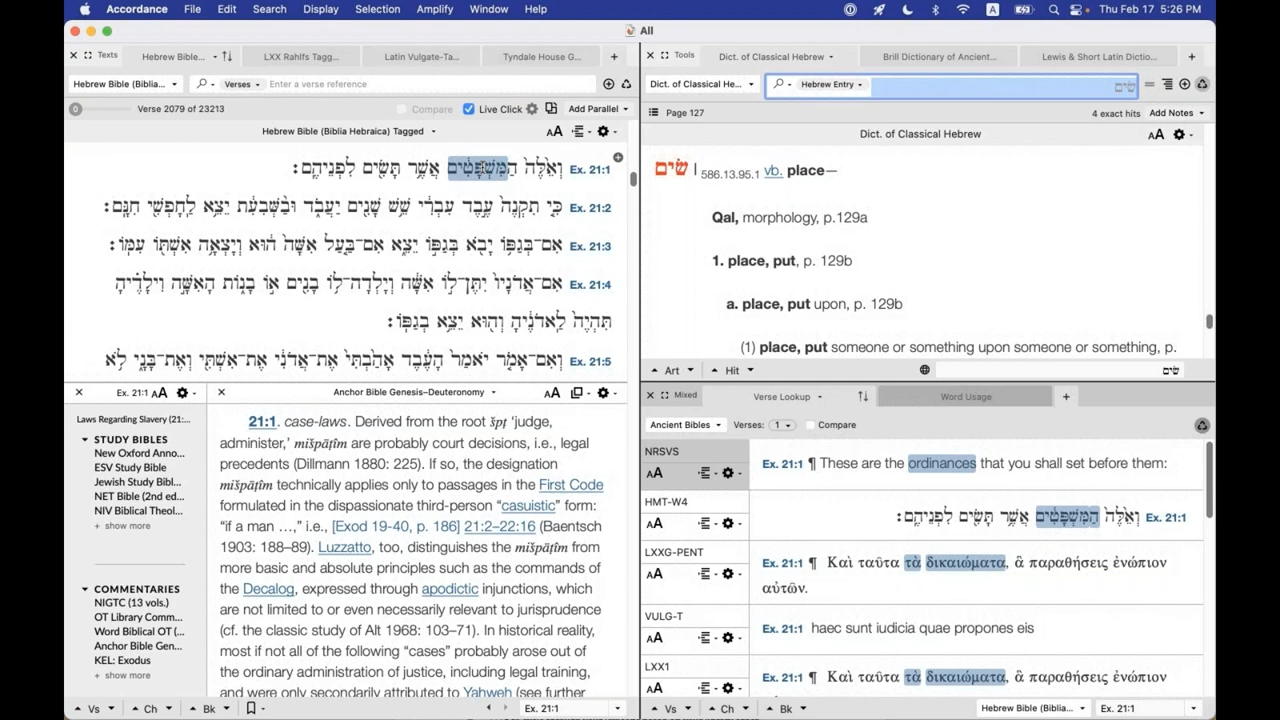 Accordance File Edit Search Display Selection Amplify Window Help Thu Feb 17 5:26 PM
All
Texts Hebrew Bible... LXX Rahlfs Tagg... Latin Vulgate-Ta... Tyndale House G...
Hebrew Bible (Biblia... Verses Enter a verse reference
0 Verse 2079 of 23213 Compare Live Click Add Parallel
Hebrew Bible (Biblia Hebraica) Tagged
Ex. 21:1 וְאֵ֙לֶּה֙ הַמִּשְׁפָּטִ֔ים אֲשֶׁ֥ר תָּשִׂ֖ים לִפְנֵיהֶֽם׃
Ex. 21:2 כִּ֤י תִקְנֶה֙ עֶ֣בֶד עִבְרִ֔י שֵׁ֥שׁ שָׁנִ֖ים יַעֲבֹ֑ד וּבַ֨שְּׁבִעִ֔ת יֵצֵ֥א לַֽחָפְשִׁ֖י חִנָּֽם׃
Ex. 21:3 אִם־בְּגַפּ֥וֹ יָבֹ֖א בְּגַפּ֣וֹ יֵצֵ֑א אִם־בַּ֤עַל אִשָּׁה֙ ה֔וּא וְיָצְאָ֥ה אִשְׁתּ֖וֹ עִמּֽוֹ׃
Ex. 21:4 אִם־אֲדֹנָיו֙ יִתֶּן־ל֣וֹ אִשָּׁ֔ה וְיָלְדָה־ל֥וֹ בָנִ֖ים א֣וֹ בָנ֑וֹת הָאִשָּׁ֣ה וִילָדֶ֗יהָ
תִּהְיֶה֙ לַֽאדֹנֶ֔יהָ וְה֖וּא יֵצֵ֥א בְגַפּֽוֹ׃
Ex. 21:5 וְאִם־אָמֹ֤ר יֹאמַר֙ הָעֶ֔בֶד אָהַ֙בְתִּי֙ אֶת־אֲדֹנִ֔י אֶת־אִשְׁתִּ֖י וְאֶת־בָּנָ֑י לֹ֥א
Ex. 21:1 AA
Laws Regarding Slavery (21:
STUDY BIBLES
New Oxford Anno...
ESV Study Bible
Jewish Study Bibl...
NET Bible (2nd ed...
NIV Biblical Theol...
+ show more
COMMENTARIES
NIGTC (13 vols.)
OT Library Comm...
Word Biblical OT (...
Anchor Bible Gen...
KEL: Exodus
+ show more
Anchor Bible Genesis–Deuteronomy AA
21:1. case-laws. Derived from the root špṭ ‘judge,
administer,’ mišpāṭîm are probably court decisions, i.e., legal
precedents (Dillmann 1880: 225). If so, the designation
mišpāṭîm technically applies only to passages in the First Code
formulated in the dispassionate third-person “casuistic” form:
“if a man …,” i.e., [Exod 19-40, p. 186] 21:2–22:16 (Baentsch
1903: 188–89). Luzzatto, too, distinguishes the mišpāṭîm from
more basic and absolute principles such as the commands of
the Decalog, expressed through apodictic injunctions, which
are not limited to or even necessarily relevant to jurisprudence
(cf. the classic study of Alt 1968: 103–71). In historical reality,
most if not all of the following “cases” probably arose out of
the ordinary administration of justice, including legal training,
and were only secondarily attributed to Yahweh (see further
Vs Ch Bk Ex. 21:1
Tools Dict. of Classical Hebrew Brill Dictionary of Ancient... Lewis & Short Latin Dictio...
Dict. of Classical He... Hebrew Entry שׂים
Page 127 4 exact hits Add Notes
Dict. of Classical Hebrew AA
שׂים I 586.13.95.1 vb. place—
Qal, morphology, p.129a
1. place, put, p. 129b
a. place, put upon, p. 129b
(1) place, put someone or something upon someone or something, p.
Art Hit שׂים
Mixed Verse Lookup Word Usage
Ancient Bibles Verses: 1 Compare
NRSVS AA
Ex. 21:1 ¶ These are the ordinances that you shall set before them:
HMT-W4 AA
Ex. 21:1 וְאֵ֙לֶּה֙ הַמִּשְׁפָּטִ֔ים אֲשֶׁ֥ר תָּשִׂ֖ים לִפְנֵיהֶֽם׃
LXXG-PENT AA
Ex. 21:1 ¶ Καὶ ταῦτα τὰ δικαιώματα, ἃ παραθήσεις ἐνώπιον
αὐτῶν.
VULG-T AA
Ex. 21:1 haec sunt iudicia quae propones eis
LXX1 AA
Ex. 21:1 ¶ Καὶ ταῦτα τὰ δικαιώματα, ἃ παραθήσεις ἐνώπιον
Vs Ch Bk Hebrew Bible (Biblia... Ex. 21:1